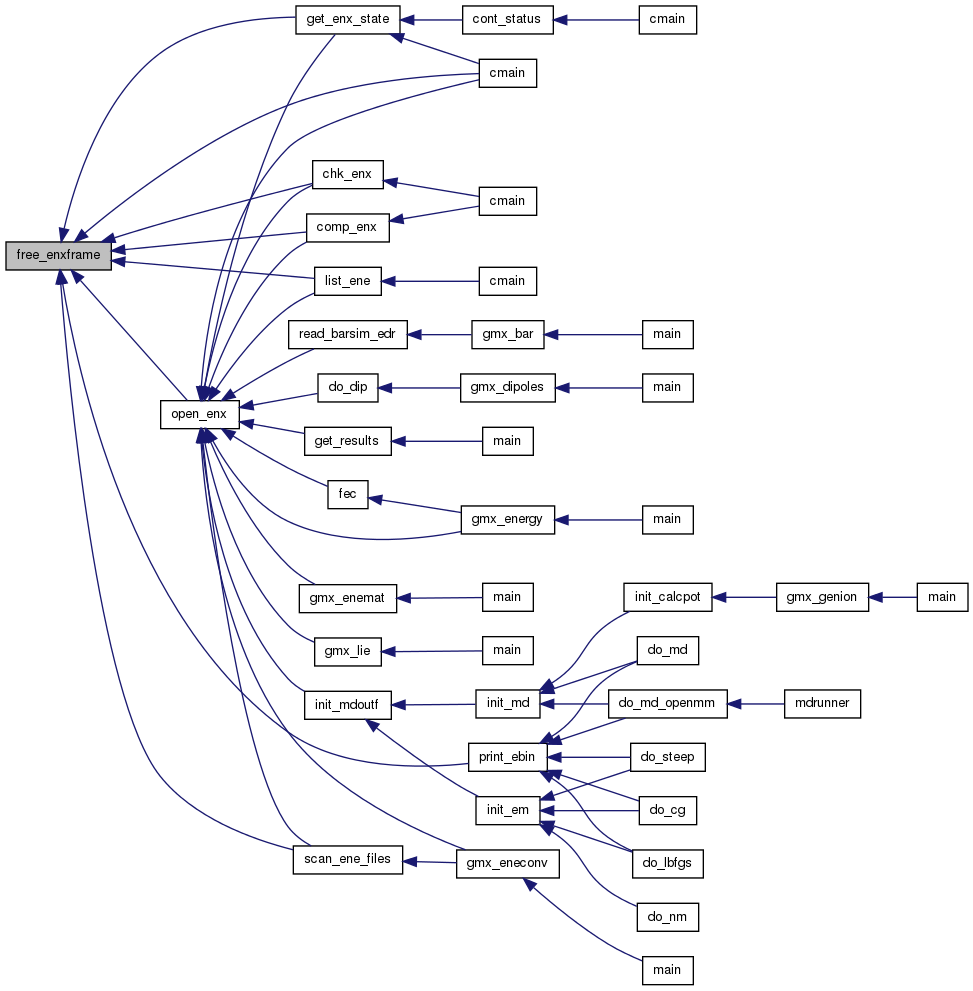 get_enx_state
cont_status
cmain
cmain
chk_enx
cmain
comp_enx
free_enxframe
list_ene
cmain
read_barsim_edr
gmx_bar
main
do_dip
gmx_dipoles
main
open_enx
get_results
main
fec
gmx_energy
main
gmx_enemat
main
init_calcpot
gmx_genion
main
gmx_lie
main
do_md
init_mdoutf
init_md
do_md_openmm
mdrunner
print_ebin
do_steep
init_em
do_cg
scan_ene_files
gmx_eneconv
do_lbfgs
do_nm
main